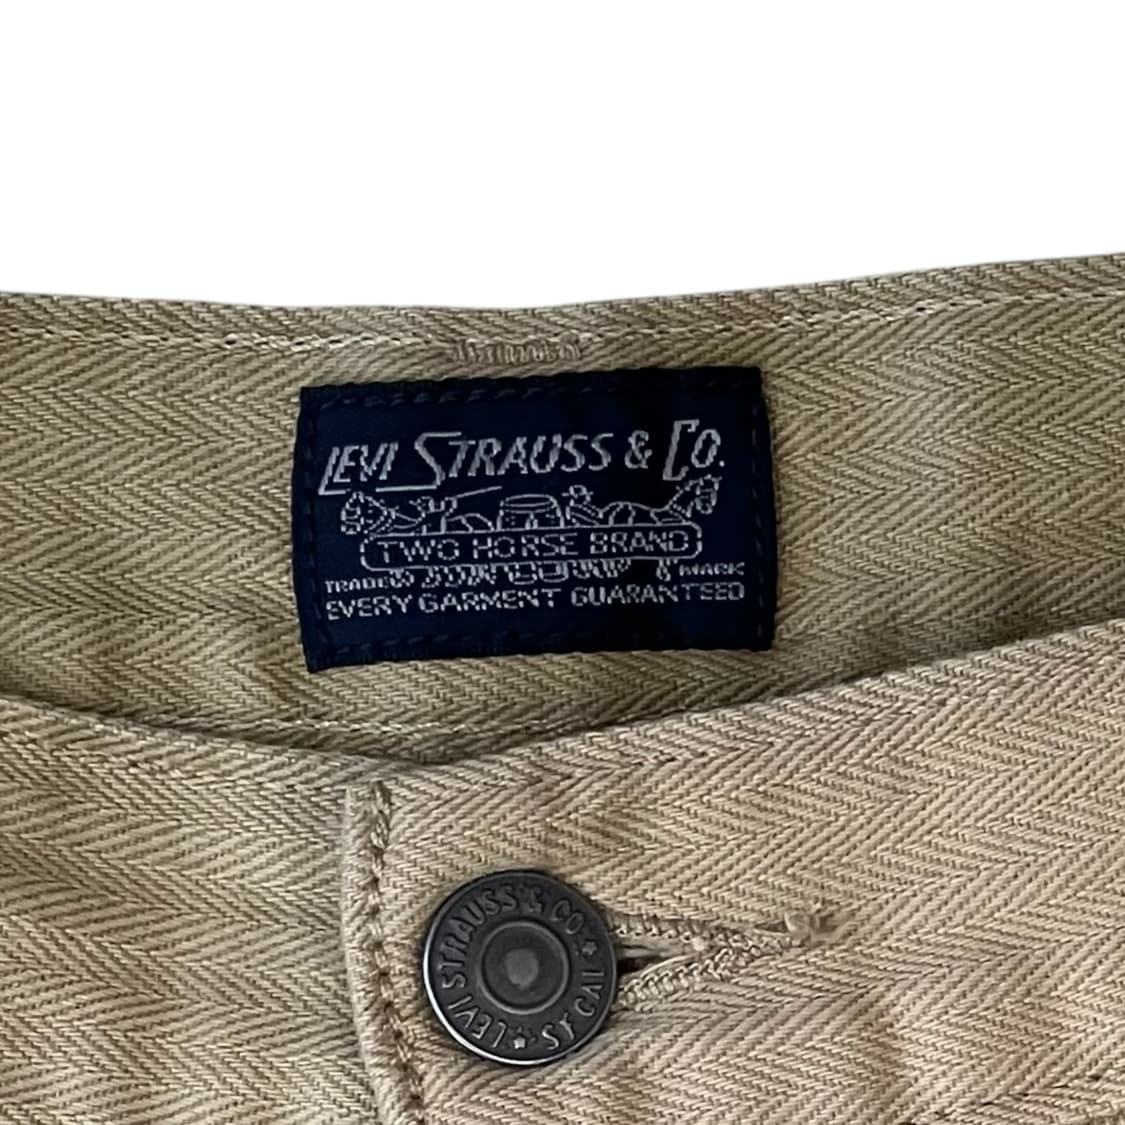 LEVI STRAUSS & CO.
TWO HORSE BRAND
TRADE MARK
EVERY GARMENT GUARANTEED
LEVI STRAUSS & CO. S.F. CAL